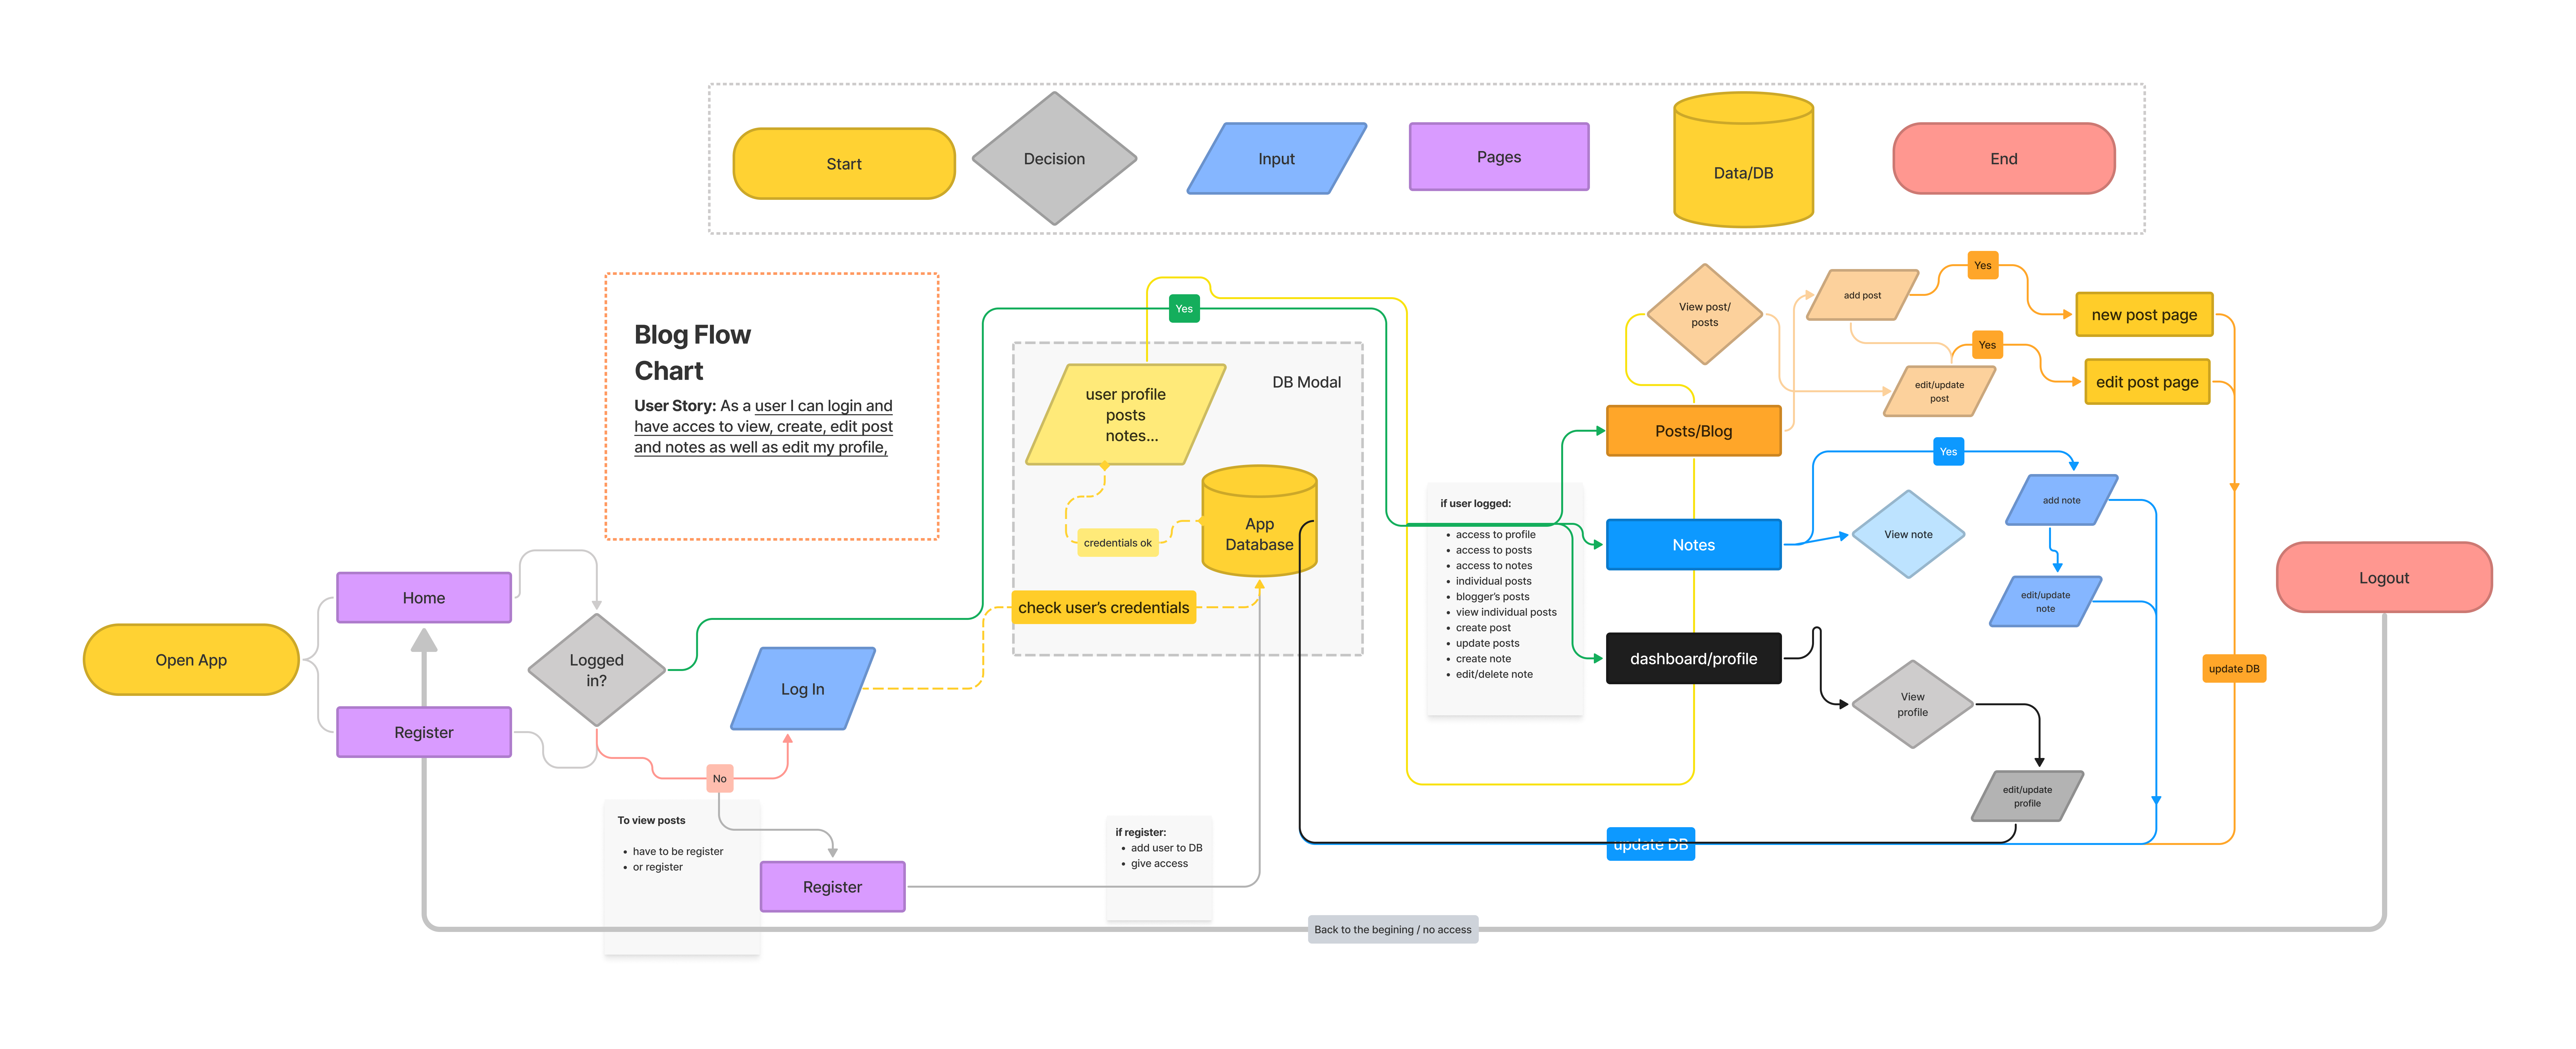 Start
Decision
Input
Pages
Data/DB
End
Blog Flow
Chart
User Story: As a user I can login and
have acces to view, create, edit post
and notes as well as edit my profile,
Open App
Home
Register
Logged
in?
No
To view posts
have to be register
or register
Log In
Register
if register:
add user to DB
give access
Yes
DB Modal
user profile
posts
notes...
credentials ok
App
Database
check user's credentials
if user logged:
access to profile
access to posts
access to notes
individual posts
blogger's posts
view individual posts
create post
update posts
create note
edit/delete note
View post/
posts
Posts/Blog
Notes
dashboard/profile
add post
Yes
new post page
edit/update
post
Yes
edit post page
Yes
View note
add note
edit/update
note
View
profile
edit/update
profile
update DB
update DB
Logout
Back to the begining / no access